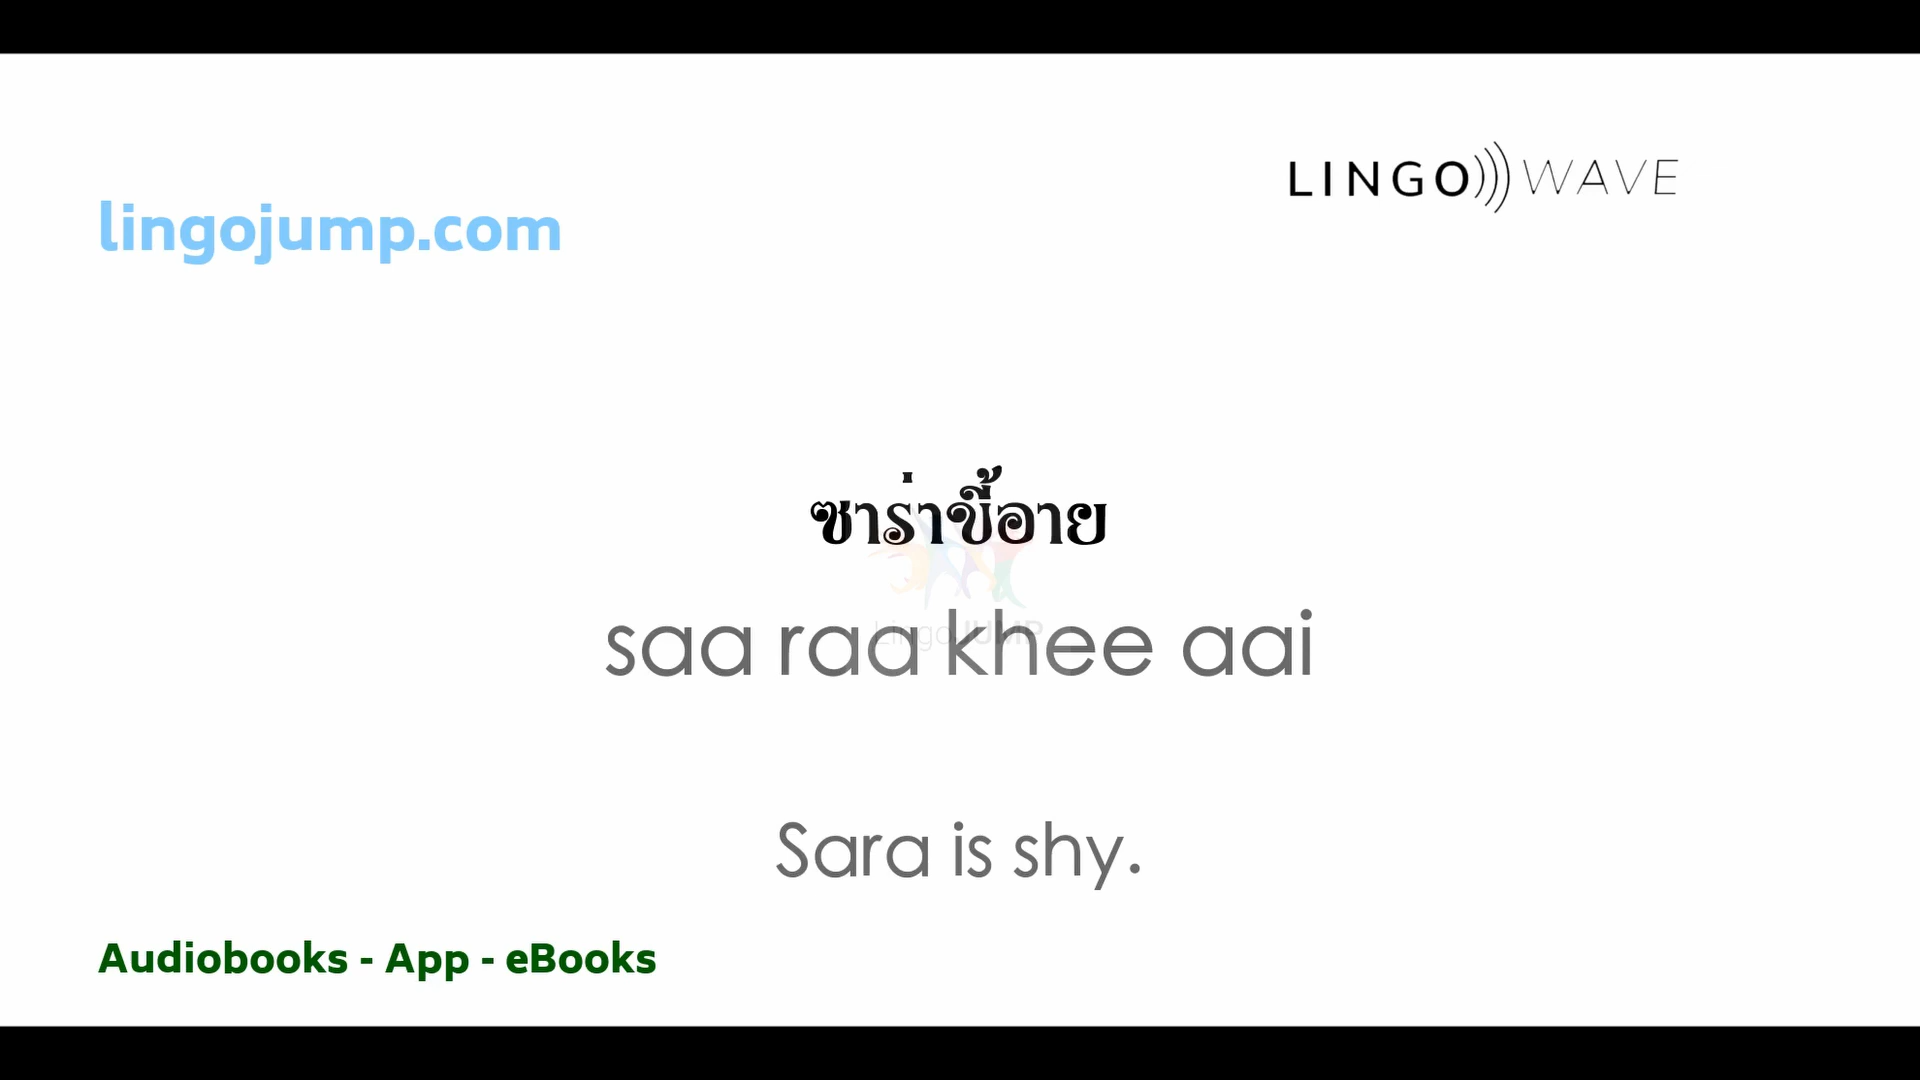 LINGO WAVE
lingojump.com
ซาร่าขี้อาย
saa raa khee aai
LingoJUMP
Sara is shy.
Audiobooks - App - eBooks